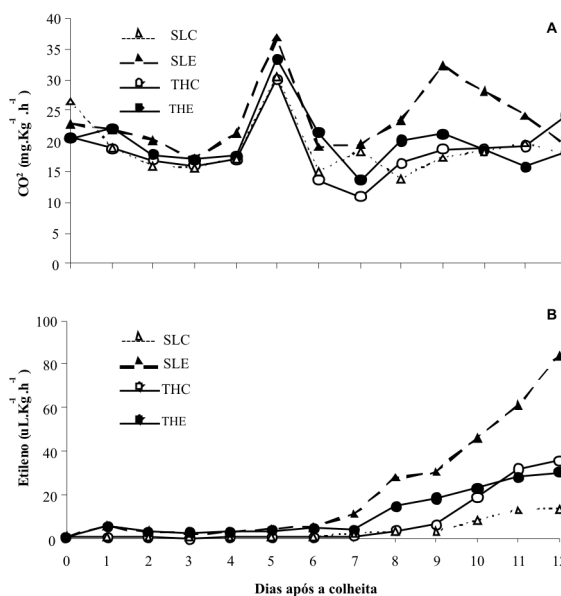 A
40
35
30
25
20
15
10
5
0
CO² (mg.Kg⁻¹.h⁻¹)
SLC
SLE
THC
THE
B
100
80
60
40
20
0
Etileno (uL.Kg⁻¹.h⁻¹)
SLC
SLE
THC
THE
0 1 2 3 4 5 6 7 8 9 10 11 12
Dias após a colheita